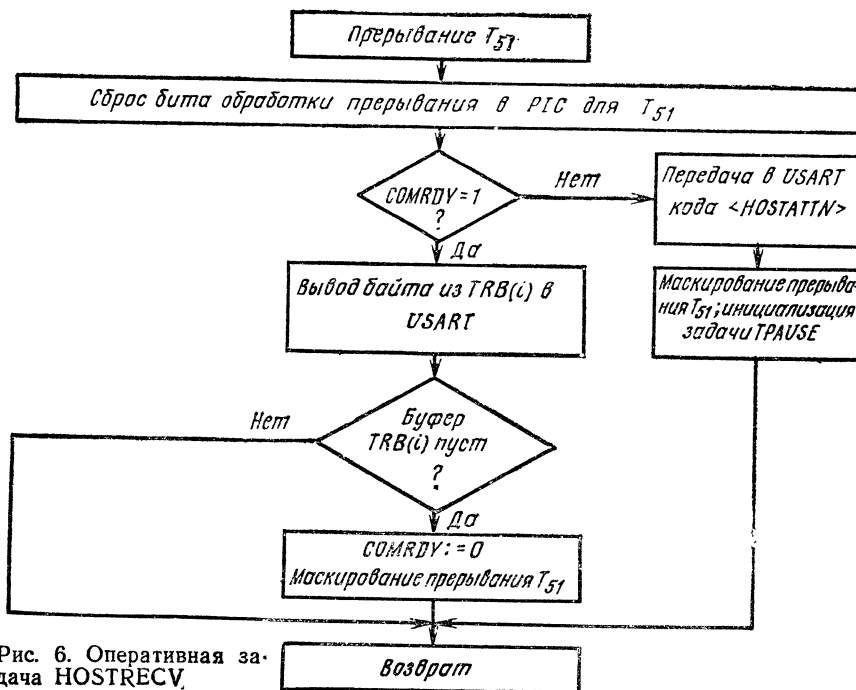 Прерывание T51
Сброс бита обработки прерывания в PIC для T51
COMRDY = 1
?
Нет
Передача в USART
кода <HOSTATTN>
Да
Вывод байта из TRB(i) в
USART
Маскирование прерыва-
ния T51; инициализация
задачи TPAUSE
Нет
Буфер
TRB(i) пуст
?
Да
COMRDY := 0
Маскирование прерывания T51
Рис. 6. Оперативная за-
дача HOSTRECV
Возврат